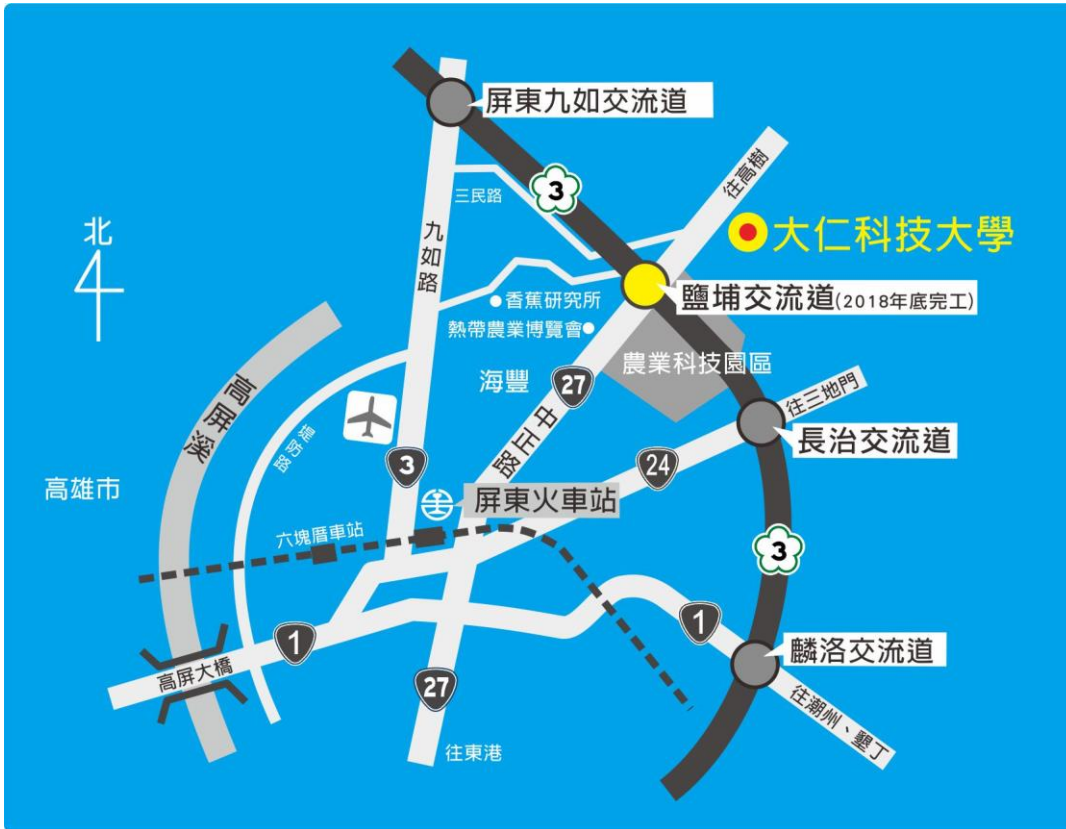 屏東九如交流道
往高樹
3
三民路
大仁科技大學
北
九如路
香蕉研究所
鹽埔交流道(2018年底完工)
熱帶農業博覽會
農業科技園區
海豐
27
往三地門
高屏溪
堤防路
中正路
長治交流道
3
24
高雄市
屏東火車站
六塊厝車站
3
1
1
麟洛交流道
高屏大橋
27
往潮州、墾丁
往東港